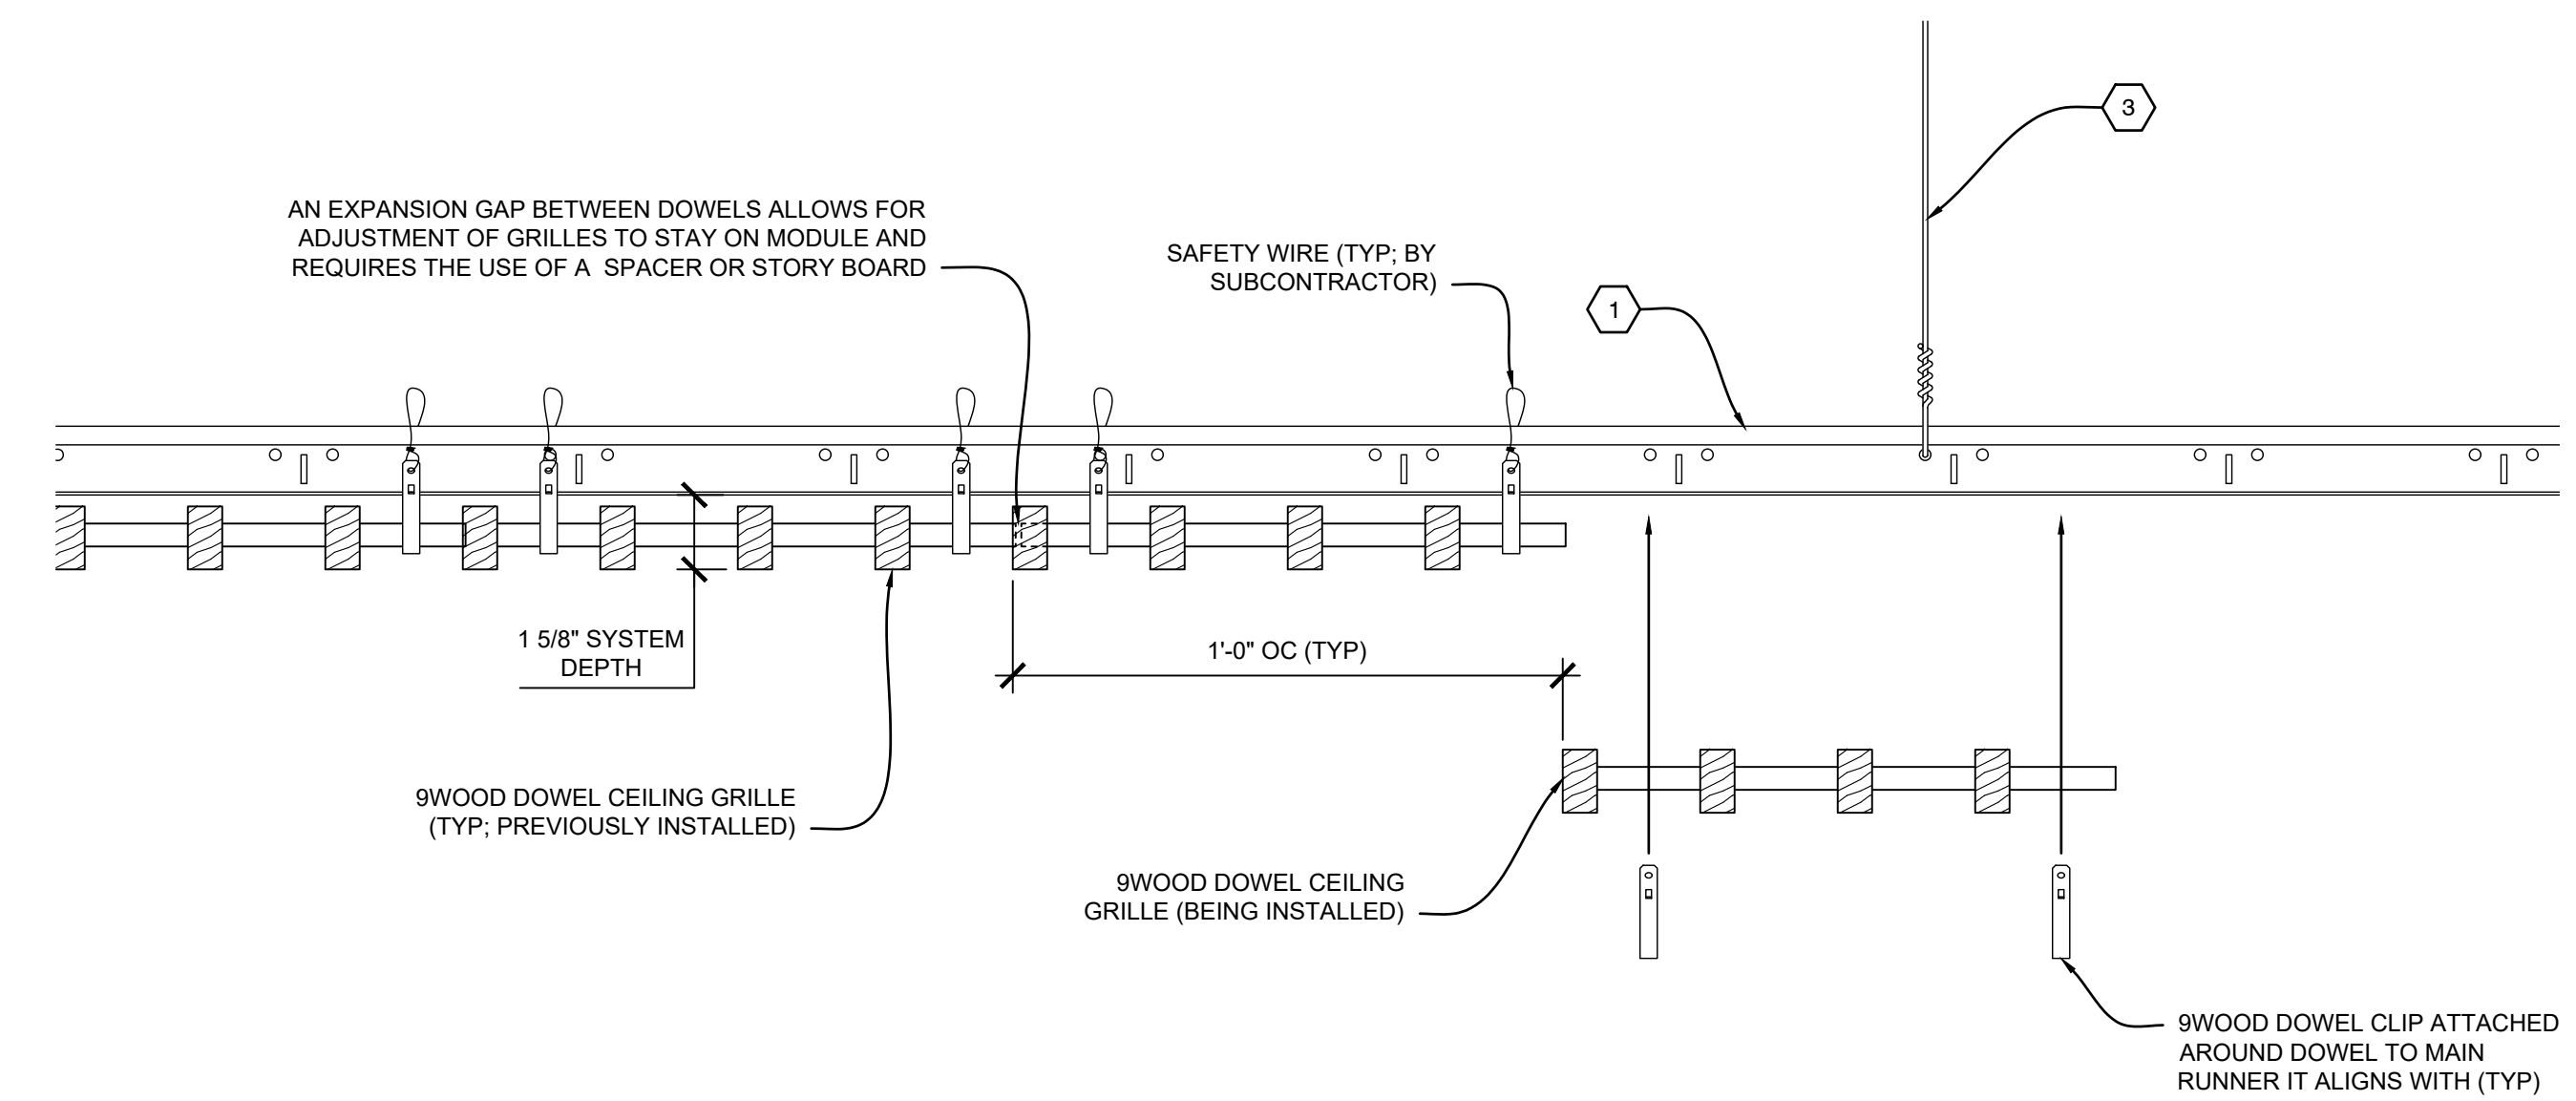 3
AN EXPANSION GAP BETWEEN DOWELS ALLOWS FOR
ADJUSTMENT OF GRILLES TO STAY ON MODULE AND
REQUIRES THE USE OF A SPACER OR STORY BOARD
SAFETY WIRE (TYP; BY
SUBCONTRACTOR)
1
1 5/8" SYSTEM
DEPTH
1'-0" OC (TYP)
9WOOD DOWEL CEILING GRILLE
(TYP; PREVIOUSLY INSTALLED)
9WOOD DOWEL CEILING
GRILLE (BEING INSTALLED)
9WOOD DOWEL CLIP ATTACHED
AROUND DOWEL TO MAIN
RUNNER IT ALIGNS WITH (TYP)